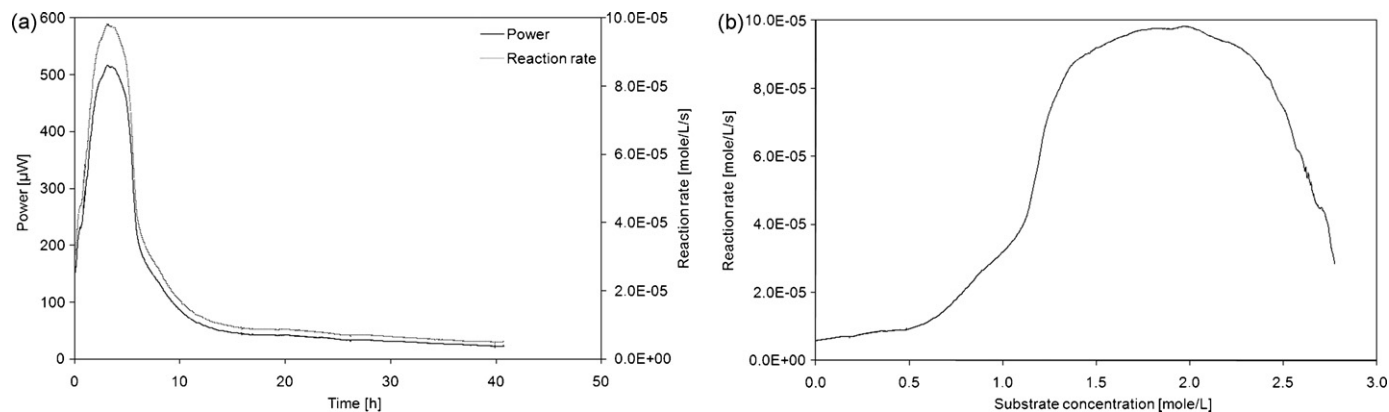 (a)
600
500
400
300
200
100
0
Power [µW]
0
10
20
30
40
50
Time [h]
Power
Reaction rate
10.0E-05
8.0E-05
6.0E-05
4.0E-05
2.0E-05
0.0E+00
Reaction rate [mole/L/s]
(b)
10.0E-05
8.0E-05
6.0E-05
4.0E-05
2.0E-05
0.0E+00
Reaction rate [mole/L/s]
0.0
0.5
1.0
1.5
2.0
2.5
3.0
Substrate concentration [mole/L]